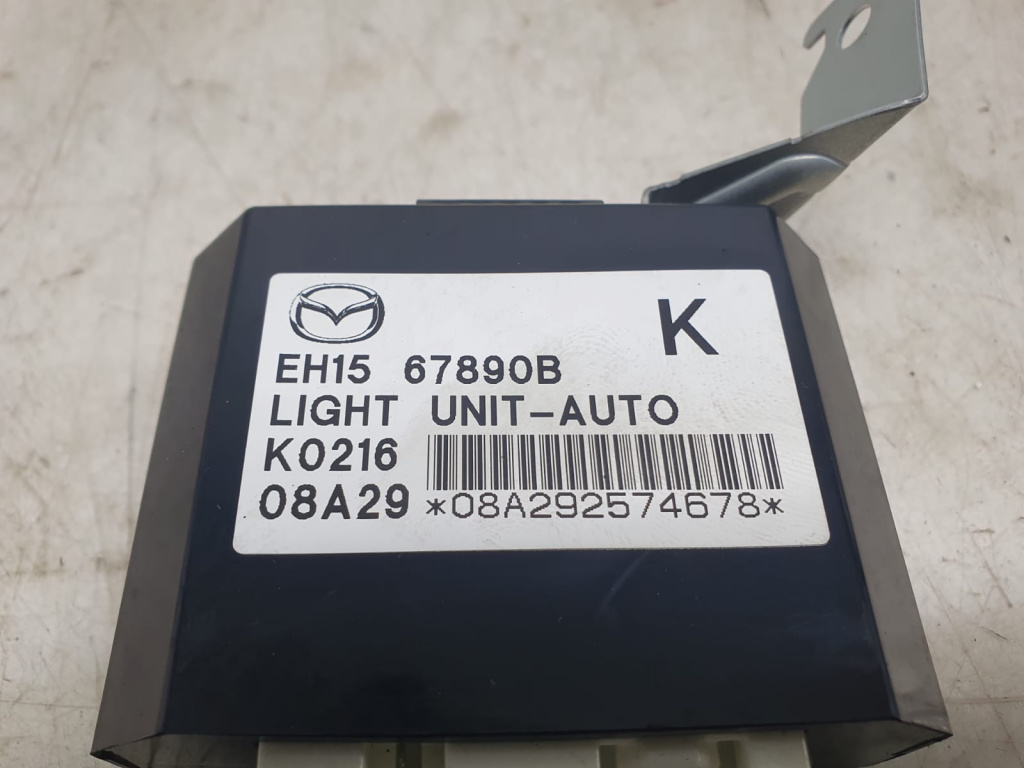 K
EH15 67890B
LIGHT UNIT-AUTO
K0216
08A29 *08A292574678*